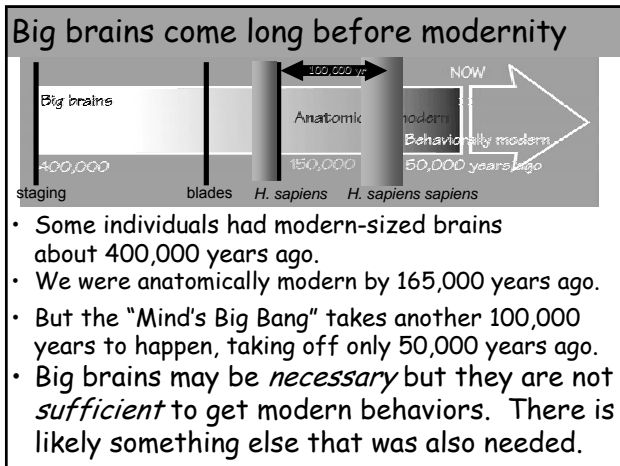 Big brains come long before modernity
100,000
NOW
Big brains
Behaviorally modern
400,000
150,000
50,000 years ago
staging
blades
H. sapiens
H. sapiens sapiens
• Some individuals had modern-sized brains
about 400,000 years ago.
• We were anatomically modern by 165,000 years ago.
• But the “Mind’s Big Bang” takes another 100,000
years to happen, taking off only 50,000 years ago.
• Big brains may be necessary but they are not
sufficient to get modern behaviors. There is
likely something else that was also needed.